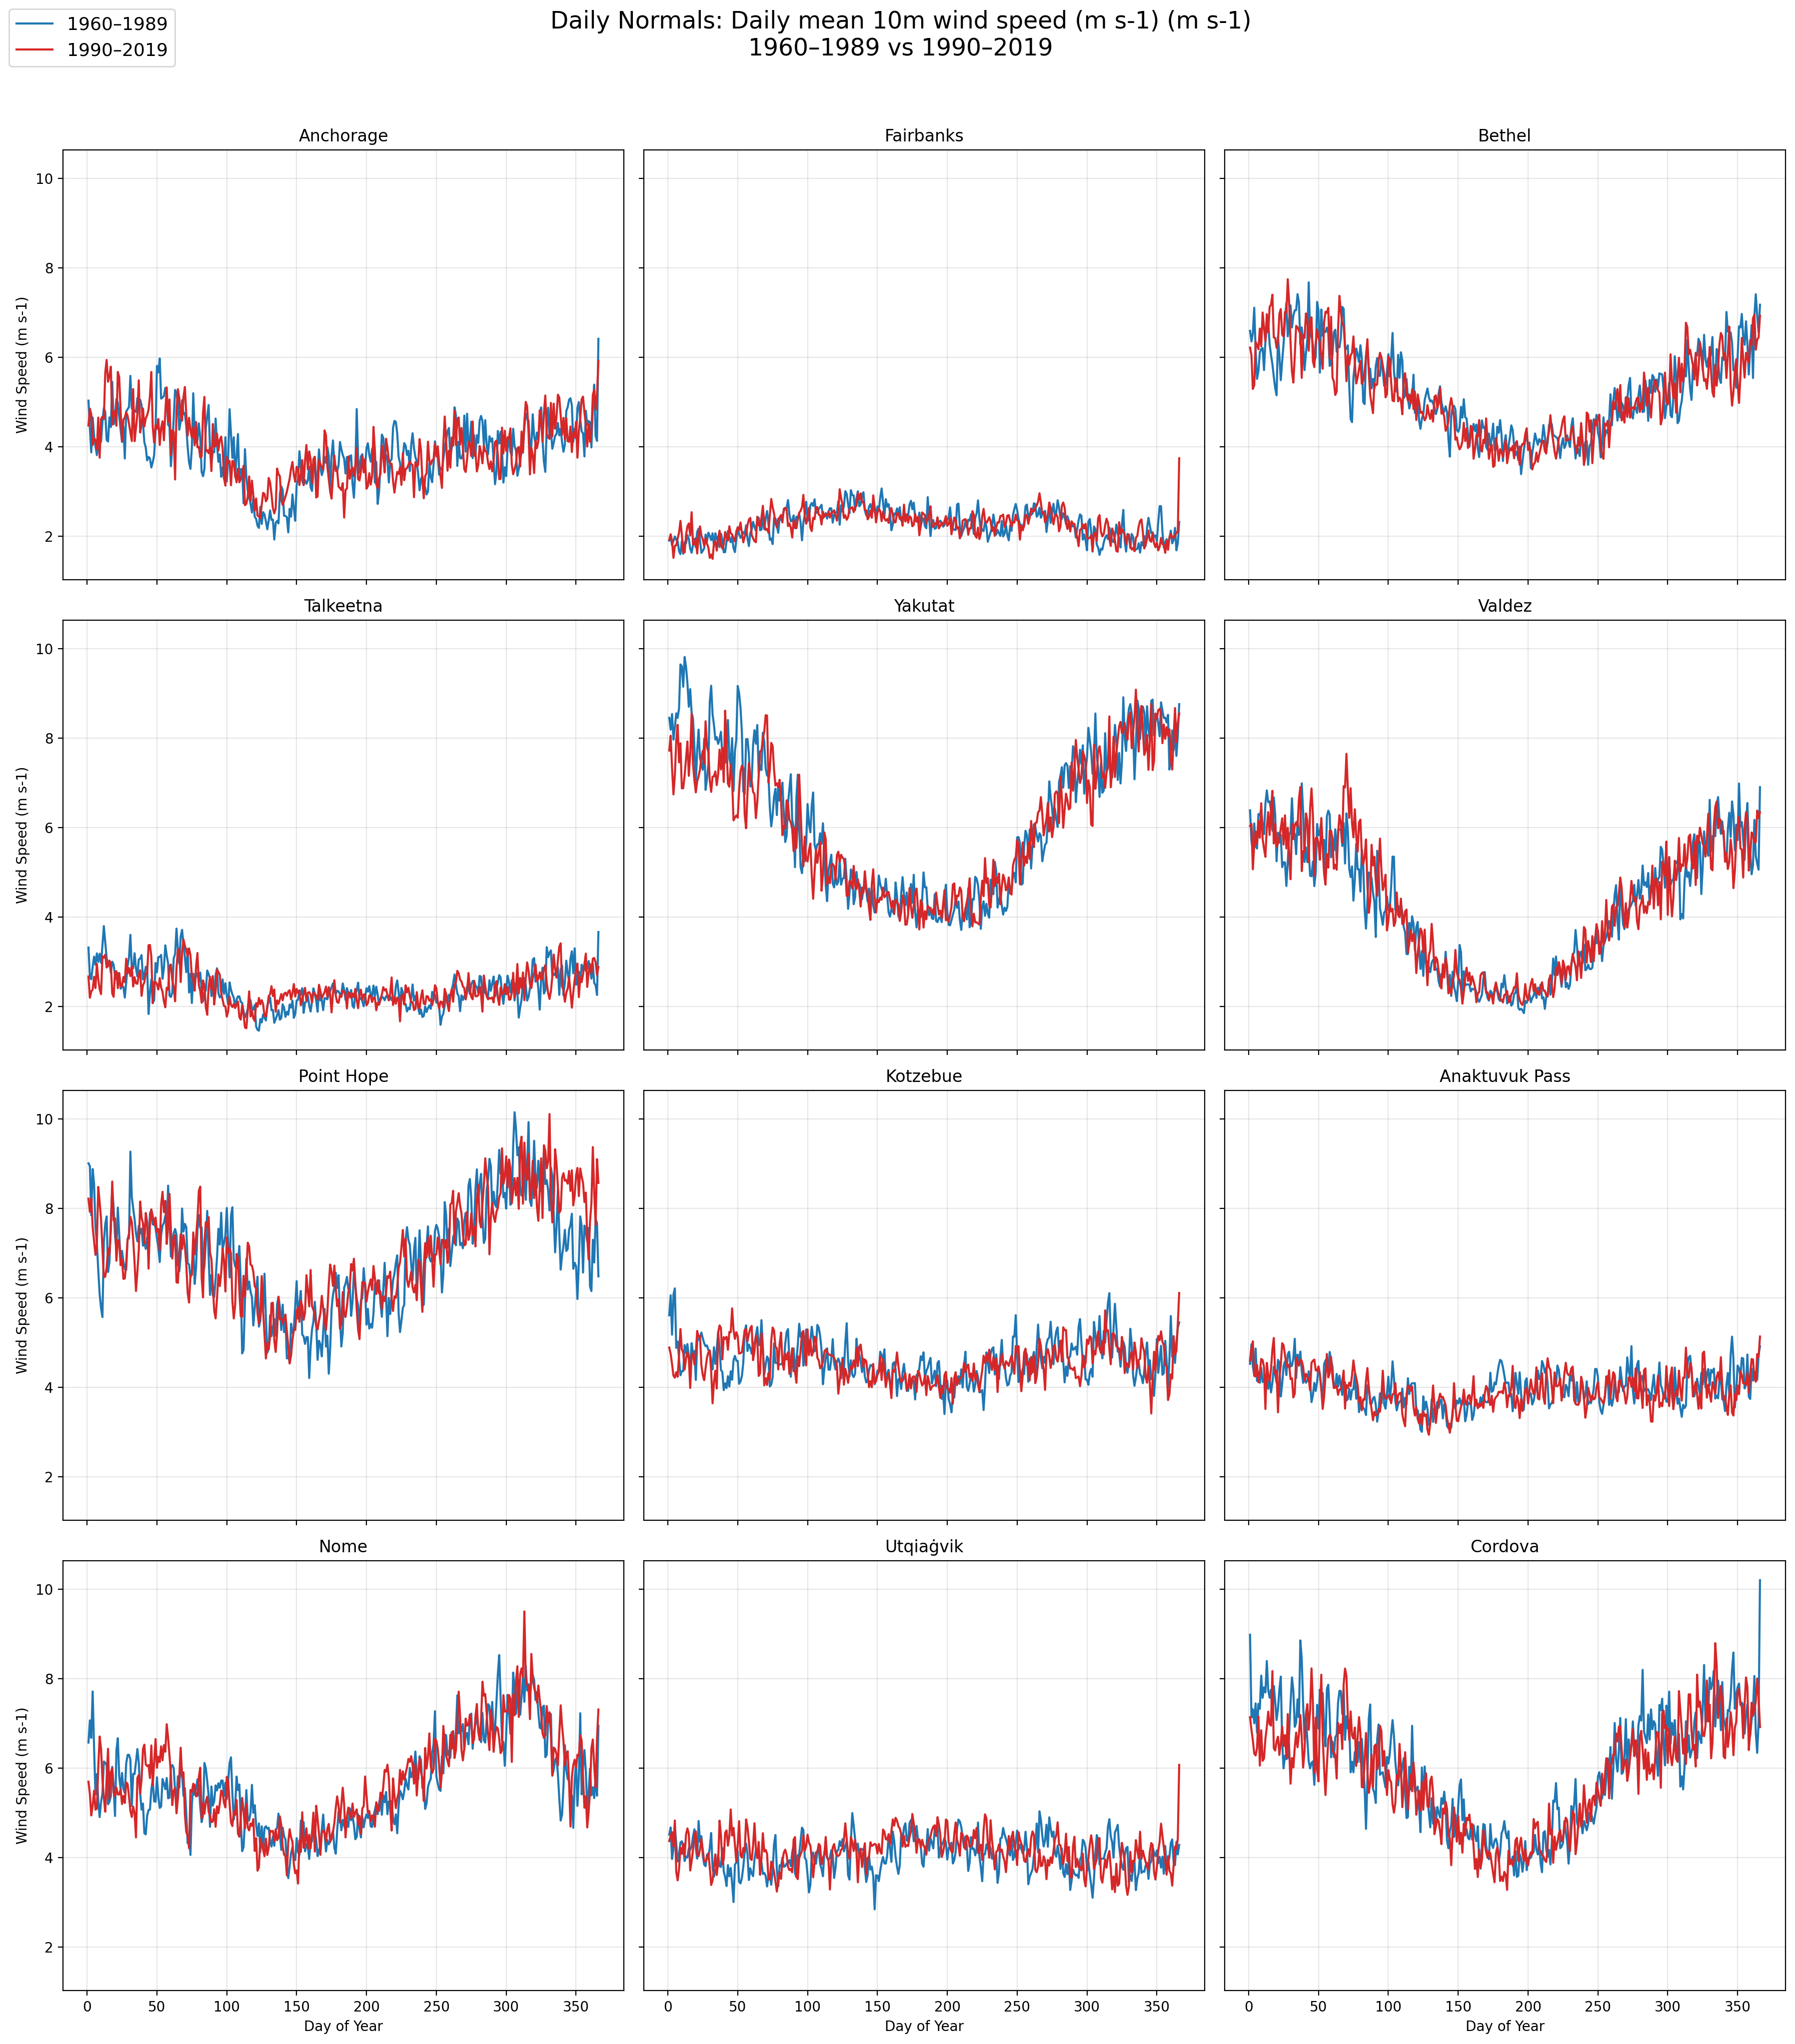 1960–1989
1990–2019
Daily Normals: Daily mean 10m wind speed (m s-1) (m s-1)
1960–1989 vs 1990–2019
Anchorage
Fairbanks
Bethel
10
8
6
4
2
Wind Speed (m s-1)
Talkeetna
Yakutat
Valdez
10
8
6
4
2
Wind Speed (m s-1)
Point Hope
Kotzebue
Anaktuvuk Pass
10
8
6
4
2
Wind Speed (m s-1)
Nome
Utqiaġvik
Cordova
10
8
6
4
2
Wind Speed (m s-1)
0 50 100 150 200 250 300 350
0 50 100 150 200 250 300 350
0 50 100 150 200 250 300 350
Day of Year
Day of Year
Day of Year